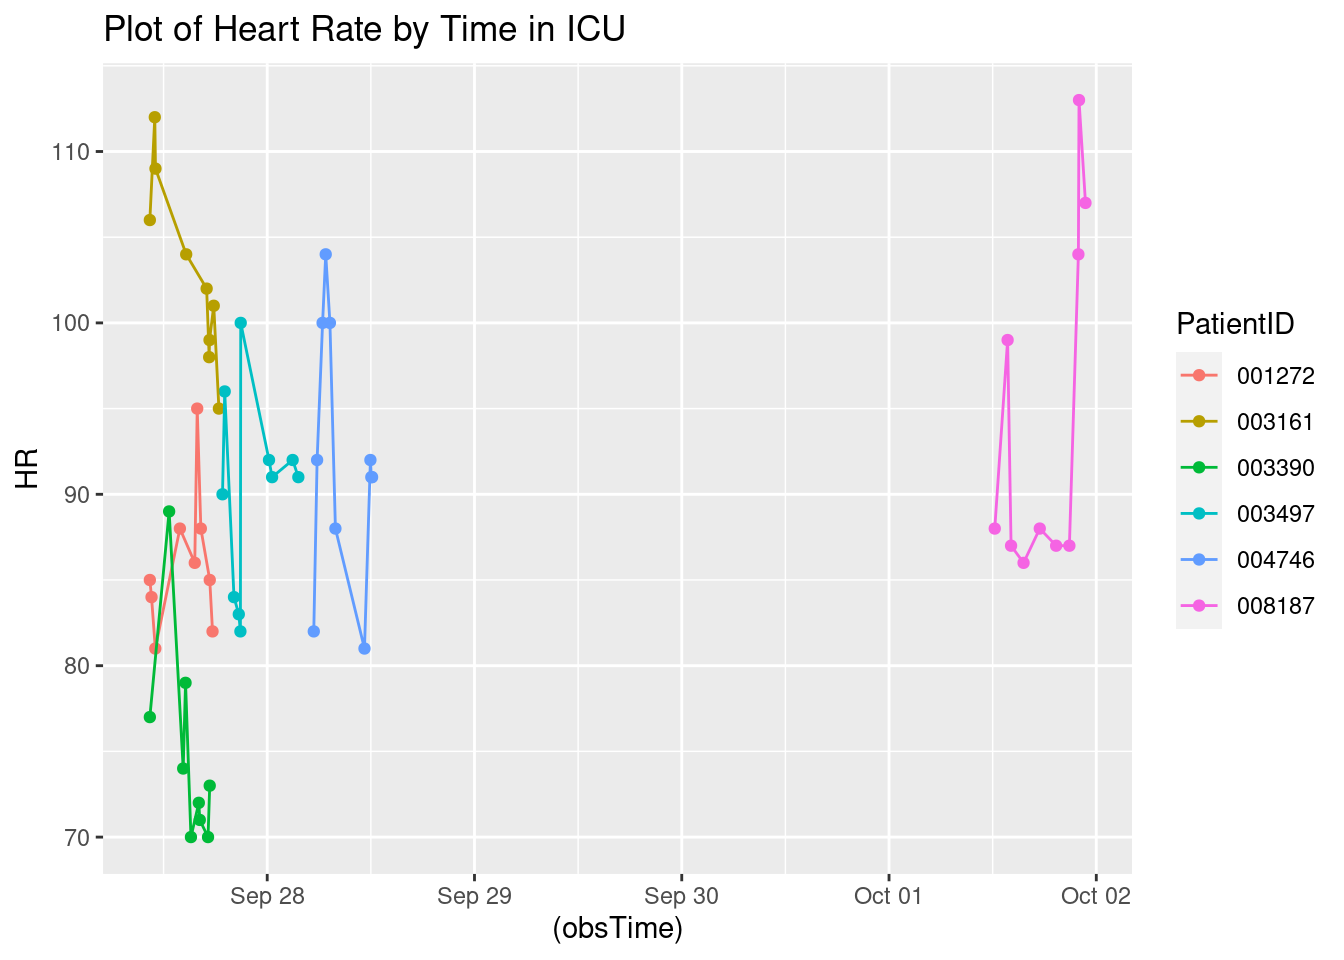 Plot of Heart Rate by Time in ICU
110
100
90
80
70
HR
Sep 28
Sep 29
Sep 30
Oct 01
Oct 02
(obsTime)
PatientID
001272
003161
003390
003497
004746
008187